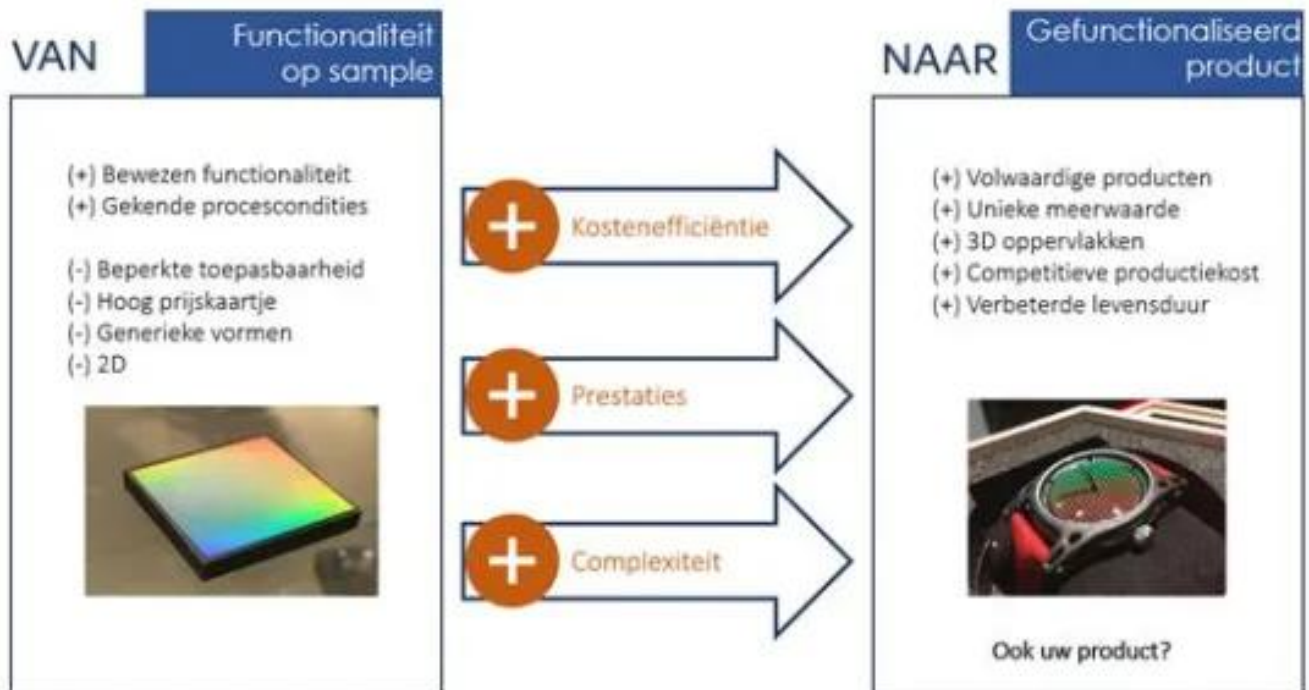 VAN
Functionaliteit
op sample
(+) Bewezen functionaliteit
(+) Gekende procescondities
(-) Beperkte toepasbaarheid
(-) Hoog prijskaartje
(-) Generieke vormen
(-) 2D
Kostenefficiëntie
Prestaties
Complexiteit
NAAR
Gefunctionaliseerd
product
(+) Volwaardige producten
(+) Unieke meerwaarde
(+) 3D oppervlakken
(+) Competitieve productiekost
(+) Verbeterde levensduur
Ook uw product?